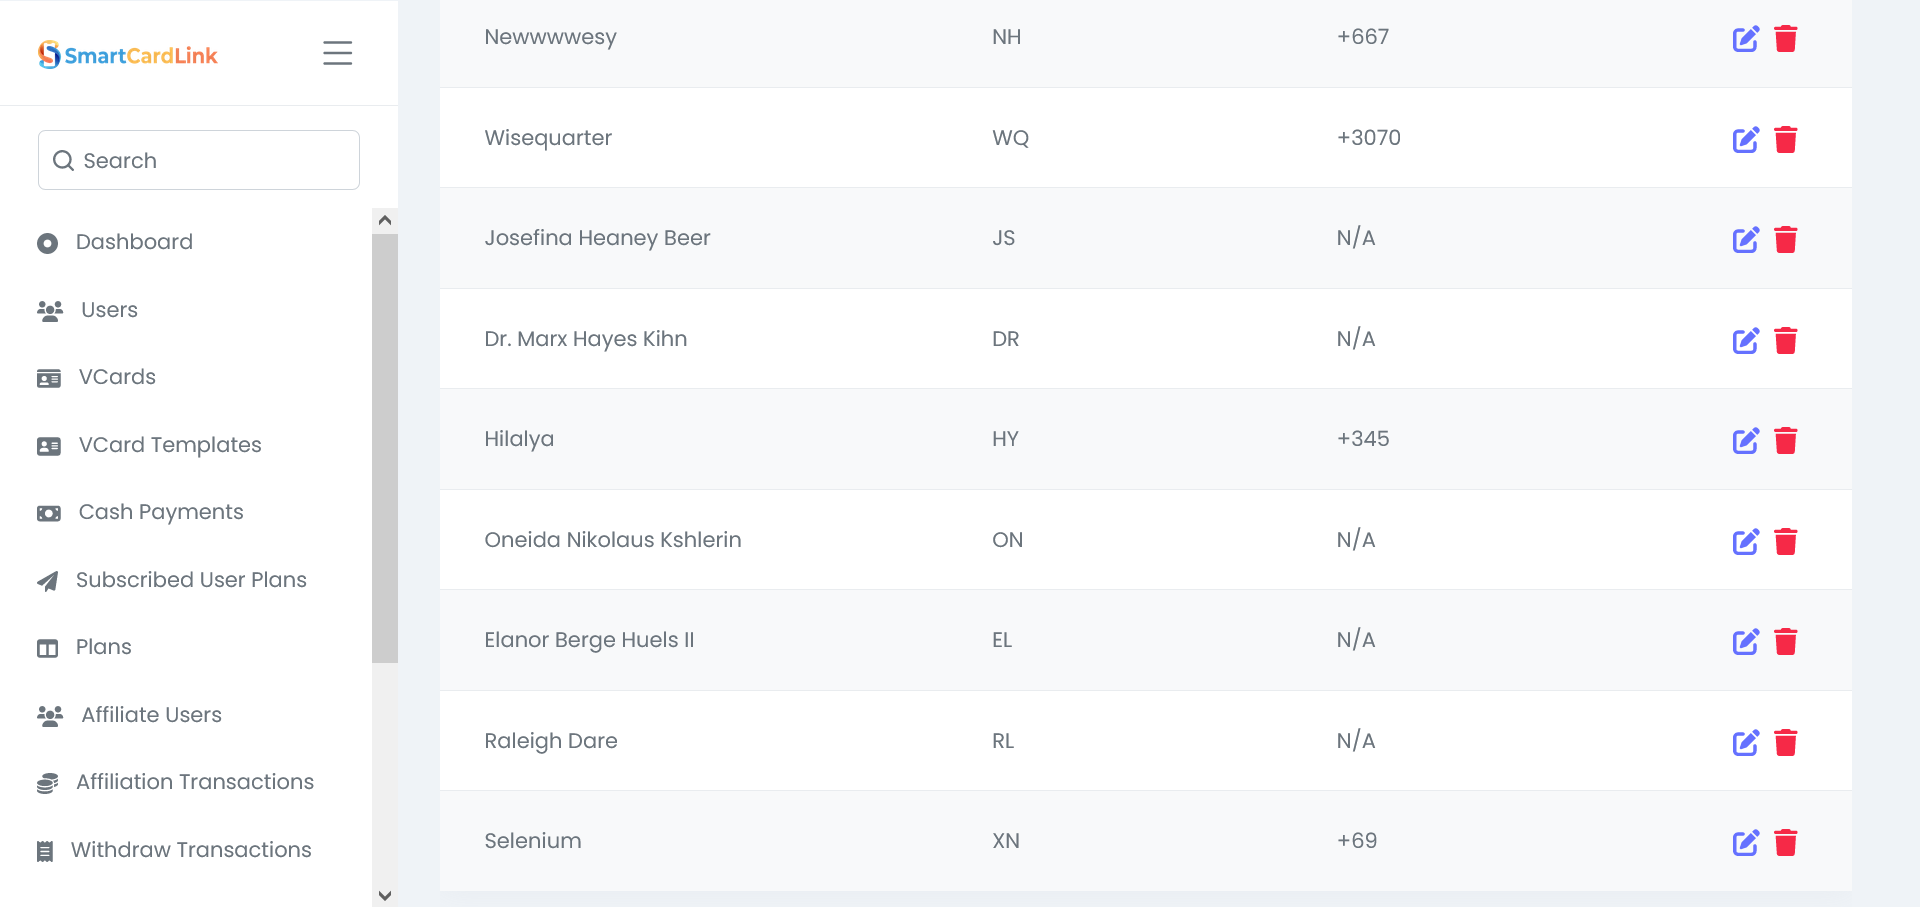 SmartCardLink
Search
Dashboard
Users
VCards
VCard Templates
Cash Payments
Subscribed User Plans
Plans
Affiliate Users
Affiliation Transactions
Withdraw Transactions
Newwwwesy NH +667
Wisequarter WQ +3070
Josefina Heaney Beer JS N/A
Dr. Marx Hayes Kihn DR N/A
Hilalya HY +345
Oneida Nikolaus Kshlerin ON N/A
Elanor Berge Huels II EL N/A
Raleigh Dare RL N/A
Selenium XN +69